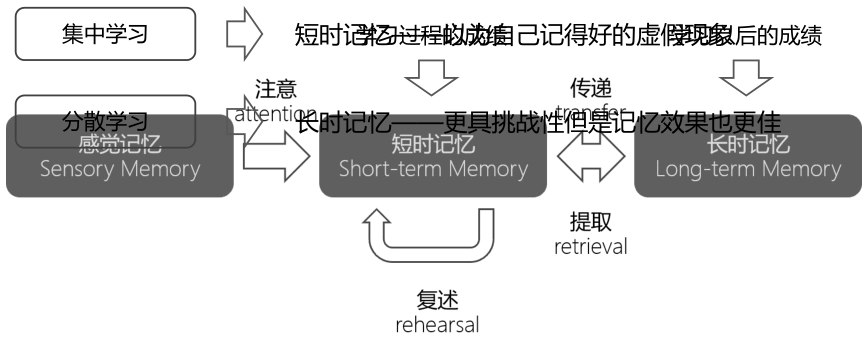 集中学习
短时记忆——以为自己记得好的虚假现象
学习过程的成绩
学习以后的成绩
注意
attention
传递
transfer
分散学习
长时记忆——更具挑战性但是记忆效果也更佳
感觉记忆
Sensory Memory
短时记忆
Short-term Memory
长时记忆
Long-term Memory
提取
retrieval
复述
rehearsal